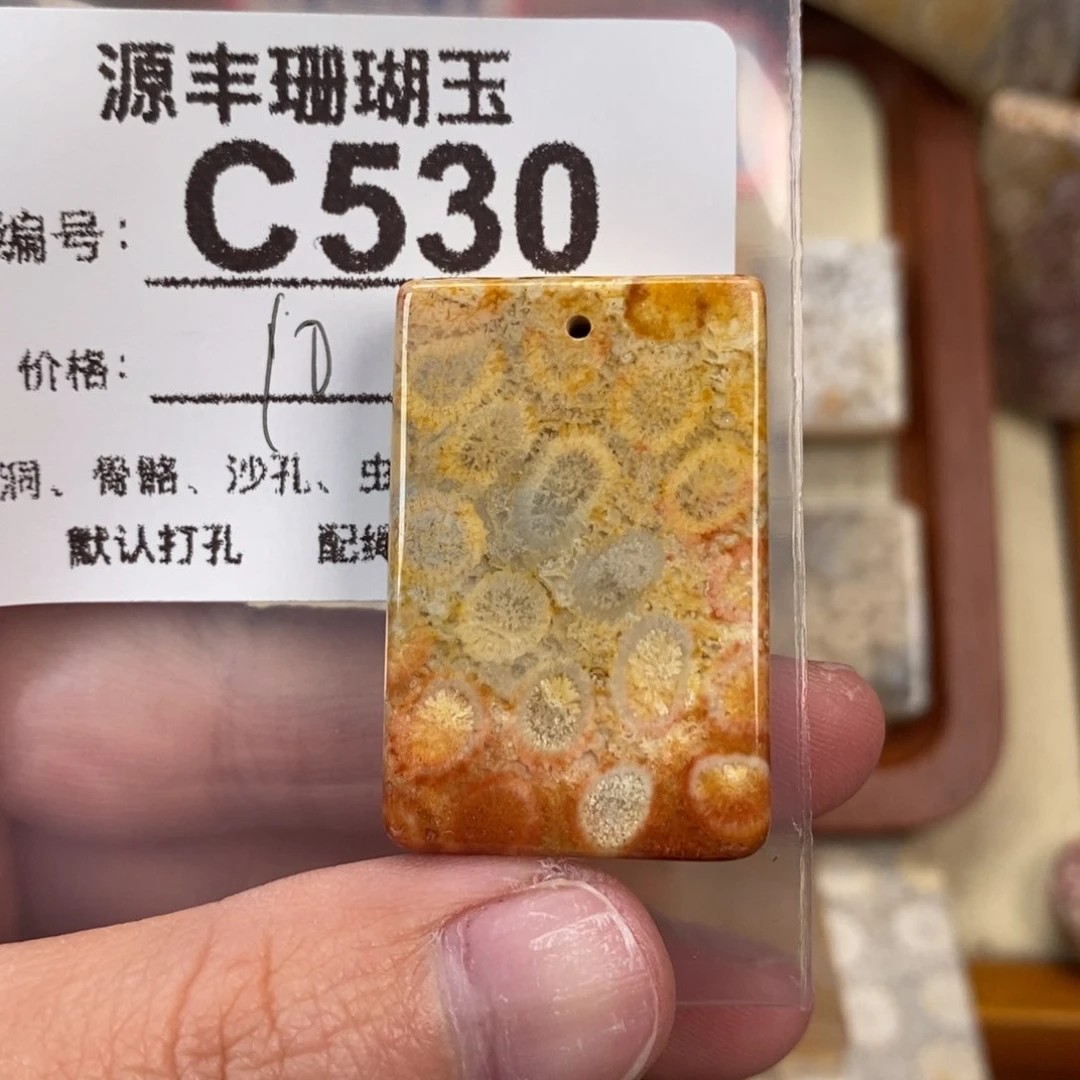 源丰珊瑚玉
编号：C530
价格：10
洞、骨骼、沙孔、虫
默认打孔 配绳